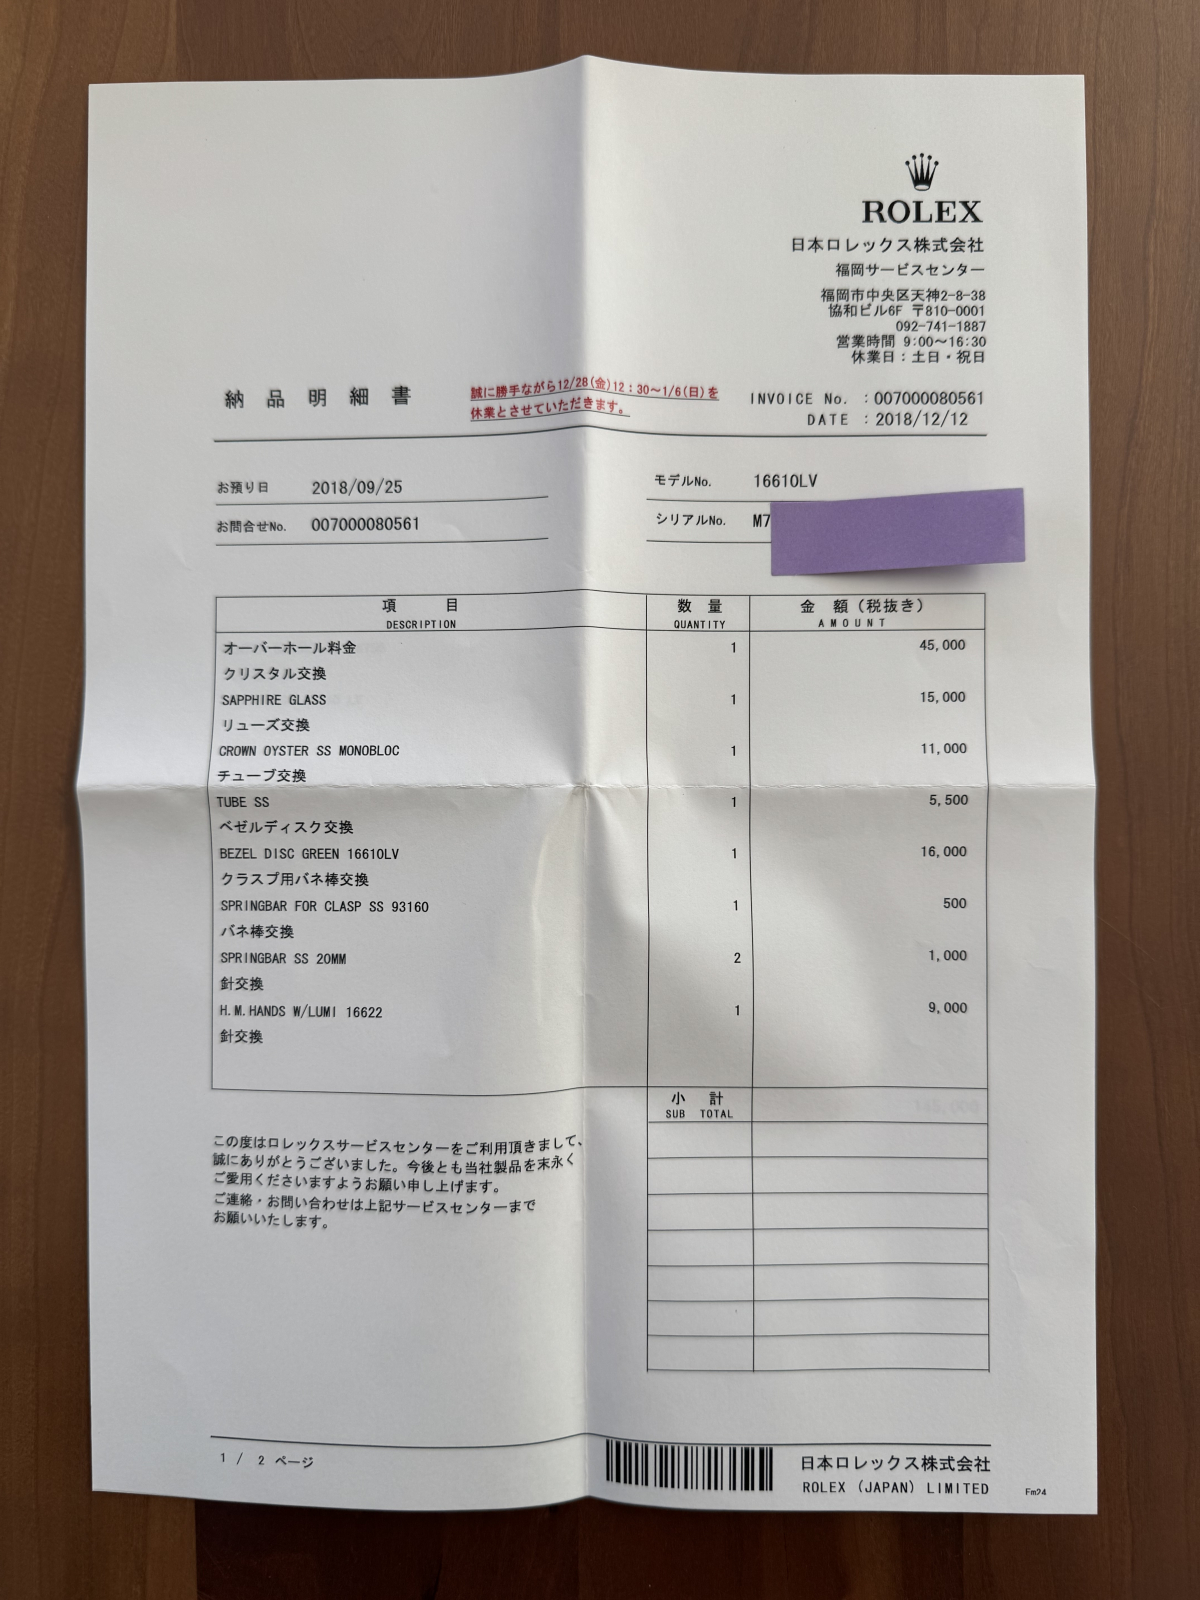 ROLEX
日本ロレックス株式会社
福岡サービスセンター
福岡市中央区天神2-8-38
協和ビル6F 〒810-0001
092-741-1887
営業時間 9:00〜16:30
休業日：土日・祝日
納品明細書
誠に勝手ながら12/28(金)12：30〜1/6(日)を
休業とさせていただきます。
INVOICE No. ：007000080561
DATE ：2018/12/12
お預り日 2018/09/25
モデルNo. 16610LV
お問合せNo. 007000080561
シリアルNo. M7
項目 数量 金額（税抜き）
DESCRIPTION QUANTITY AMOUNT
オーバーホール料金 1 45,000
クリスタル交換
SAPPHIRE GLASS 1 15,000
リューズ交換
CROWN OYSTER SS MONOBLOC 1 11,000
チューブ交換
TUBE SS 1 5,500
ベゼルディスク交換
BEZEL DISC GREEN 16610LV 1 16,000
クラスプ用バネ棒交換
SPRINGBAR FOR CLASP SS 93160 1 500
バネ棒交換
SPRINGBAR SS 20MM 2 1,000
針交換
H.M.HANDS W/LUMI 16622 1 9,000
針交換
小計
SUB TOTAL
この度はロレックスサービスセンターをご利用頂きまして、
誠にありがとうございました。今後とも当社製品を末永く
ご愛用くださいますようお願い申し上げます。
ご連絡・お問い合わせは上記サービスセンターまで
お願いいたします。
1 / 2 ページ
日本ロレックス株式会社
ROLEX (JAPAN) LIMITED
Fm24